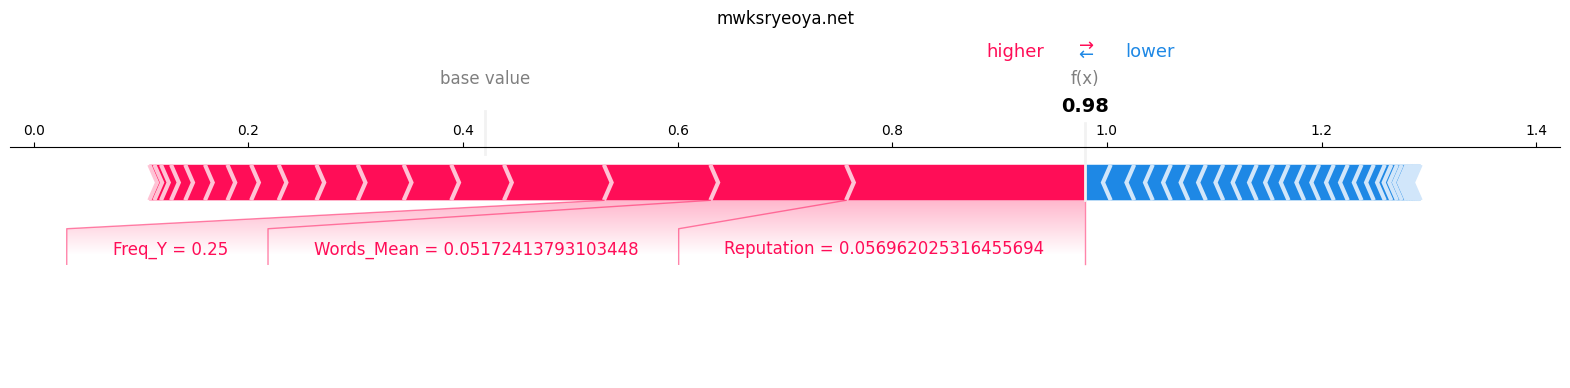 mwksryeoya.net
higher ⇄ lower
base value
f(x)
0.98
0.0 0.2 0.4 0.6 0.8 1.0 1.2 1.4
Freq_Y = 0.25
Words_Mean = 0.05172413793103448
Reputation = 0.056962025316455694